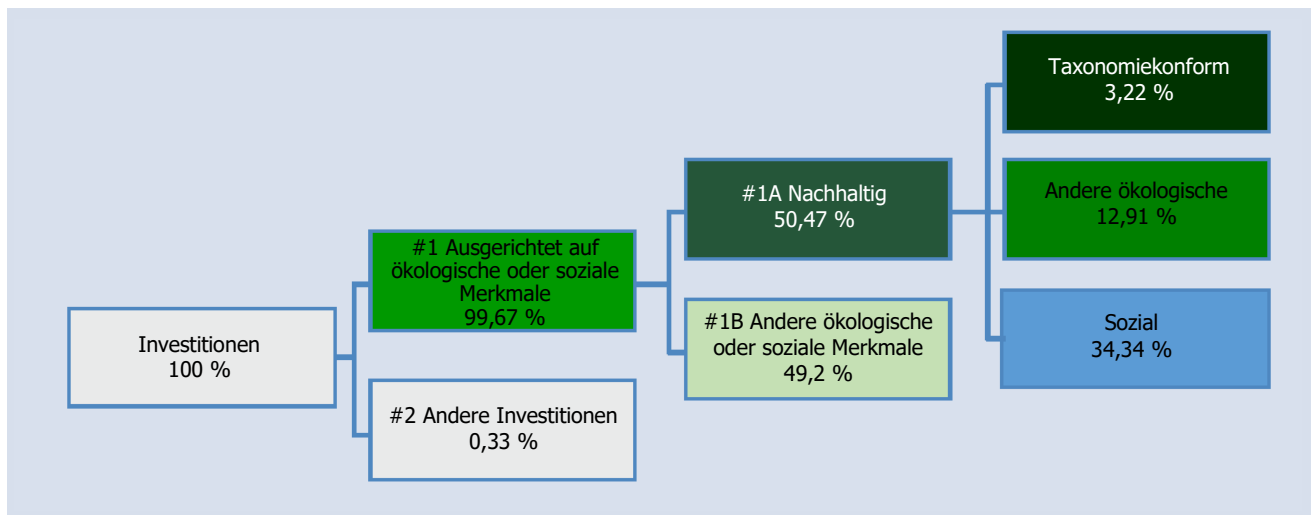 Investitionen
100 %
#1 Ausgerichtet auf
ökologische oder soziale
Merkmale
99,67 %
#2 Andere Investitionen
0,33 %
#1A Nachhaltig
50,47 %
#1B Andere ökologische
oder soziale Merkmale
49,2 %
Taxonomiekonform
3,22 %
Andere ökologische
12,91 %
Sozial
34,34 %